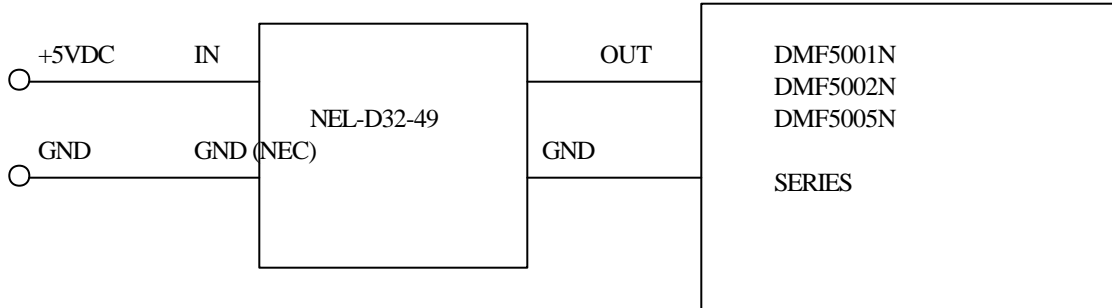 +5VDC IN OUT DMF5001N
DMF5002N
NEL-D32-49 DMF5005N
GND GND (NEC) GND
SERIES